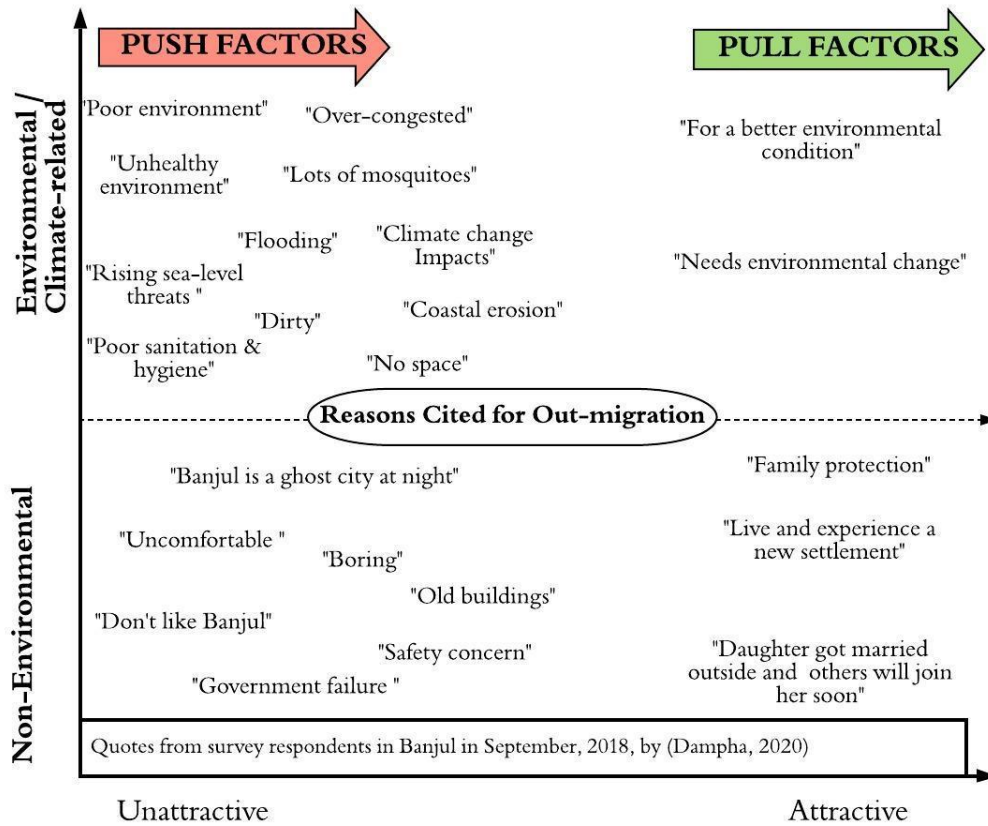 PUSH FACTORS
PULL FACTORS
Environmental /
Climate-related
"Poor environment"
"Over-congested"
"For a better environmental
condition"
"Unhealthy
environment"
"Lots of mosquitoes"
"Flooding"
"Climate change
Impacts"
"Needs environmental change"
"Rising sea-level
threats "
"Dirty"
"Coastal erosion"
"Poor sanitation &
hygiene"
"No space"
Reasons Cited for Out-migration
Non-Environmental
"Banjul is a ghost city at night"
"Family protection"
"Uncomfortable "
"Boring"
"Live and experience a
new settlement"
"Old buildings"
"Don't like Banjul"
"Safety concern"
"Government failure "
"Daughter got married
outside and  others will join
her soon"
Quotes from survey respondents in Banjul in September, 2018, by (Dampha, 2020)
Unattractive
Attractive